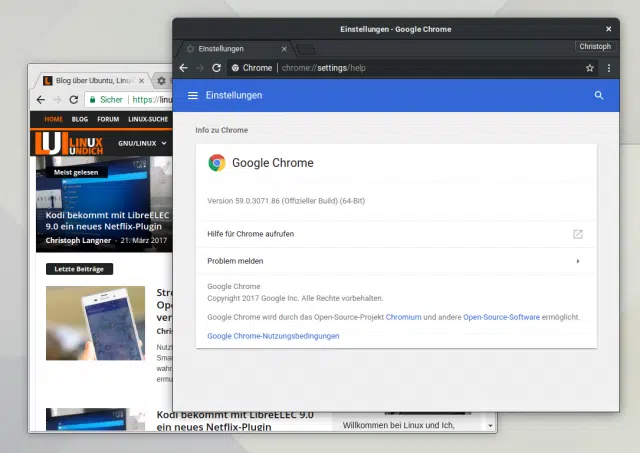 Einstellungen - Google Chrome
Einstellungen
Christoph
Chrome
chrome://settings/help
Einstellungen
Info zu Chrome
Google Chrome
Version 59.0.3071.86 (Offizieller Build) (64-Bit)
Hilfe für Chrome aufrufen
Problem melden
Google Chrome
Copyright 2017 Google Inc. Alle Rechte vorbehalten.
Google Chrome wird durch das Open-Source-Projekt Chromium und andere Open-Source-Software ermöglicht.
Google Chrome-Nutzungsbedingungen
Blog über Ubuntu, Linu
Sicher
https://linu
HOME BLOG FORUM LINUX-SUCHE
LINUX
UNDICH
GNU/LINUX
Meist gelesen
Kodi bekommt mit LibreELEC
9.0 ein neues Netflix-Plugin
Christoph Langner - 21. März 2017
Letzte Beiträge
Stre
Ope
ver
Chris
Nutzt
Sma
wahr
ermu
Kodi bekommt mit LibreELEC 9.0
ein neues Netflix-Plugin
Willkommen bei Linux und Ich,